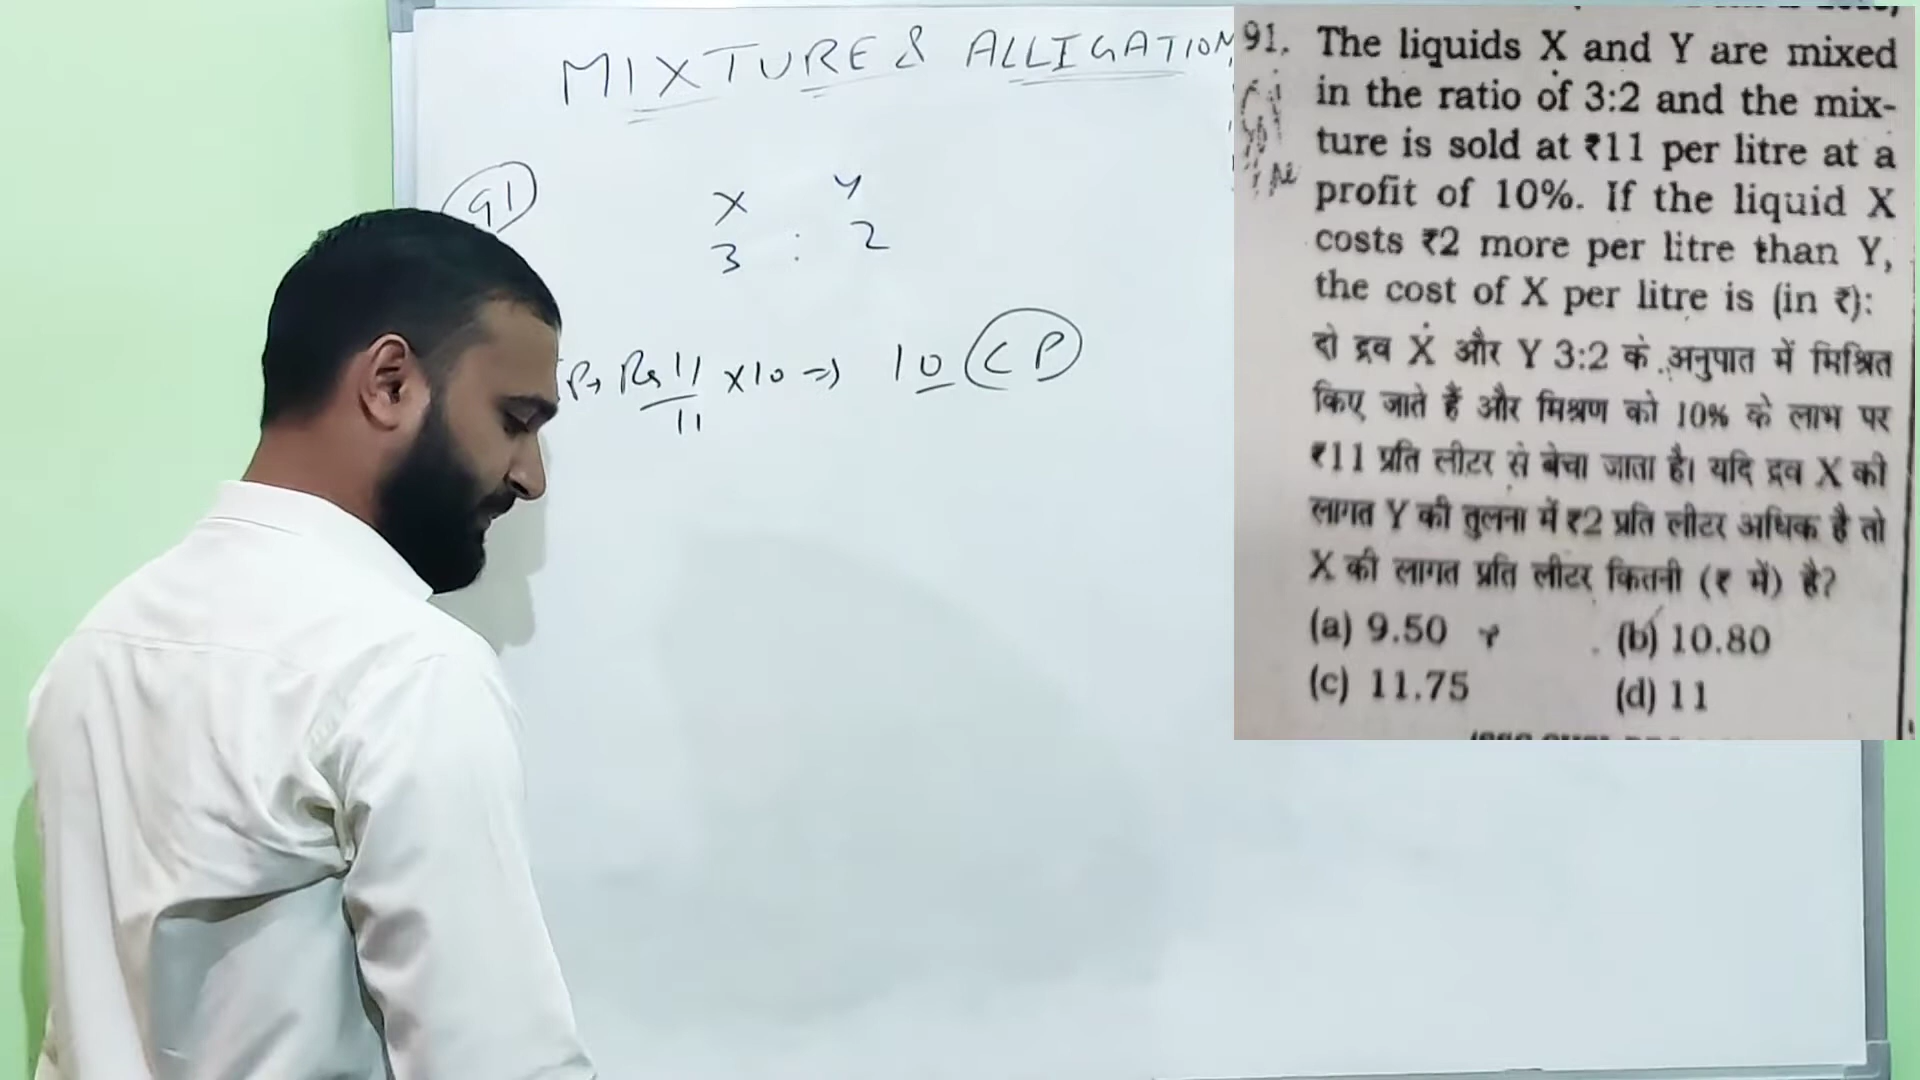 MIXTURE & ALLIGATION
91
X Y
3 : 2
P→ Rs 11/11 ×10 => 10 CP
91. The liquids X and Y are mixed
in the ratio of 3:2 and the mix-
ture is sold at ₹11 per litre at a
profit of 10%. If the liquid X
costs ₹2 more per litre than Y,
the cost of X per litre is (in ₹):
दो द्रव X और Y 3:2 के अनुपात में मिश्रित
किए जाते हैं और मिश्रण को 10% के लाभ पर
₹11 प्रति लीटर से बेचा जाता है। यदि द्रव X की
लागत Y की तुलना में ₹2 प्रति लीटर अधिक है तो
X की लागत प्रति लीटर कितनी (₹ में) है?
(a) 9.50 (b) 10.80
(c) 11.75 (d) 11